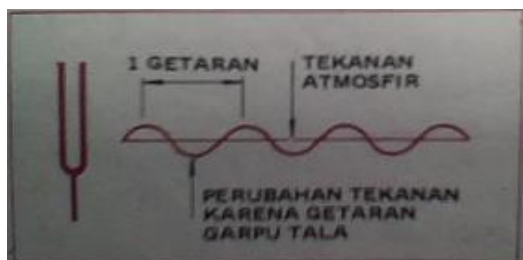 1 GETARAN
TEKANAN
ATMOSFIR
PERUBAHAN TEKANAN
KARENA GETARAN
GARPU TALA